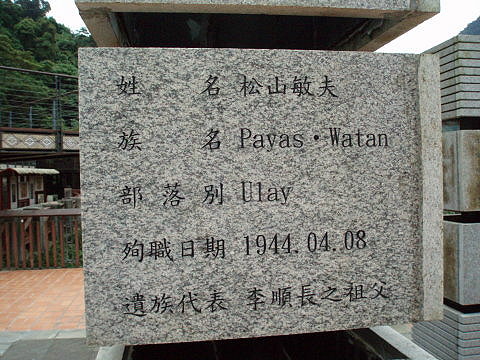 姓 名 松山敏夫
族 名 Payas·Watan
部落別 Ulay
殉職日期 1944.04.08
遺族代表 李順長之祖父